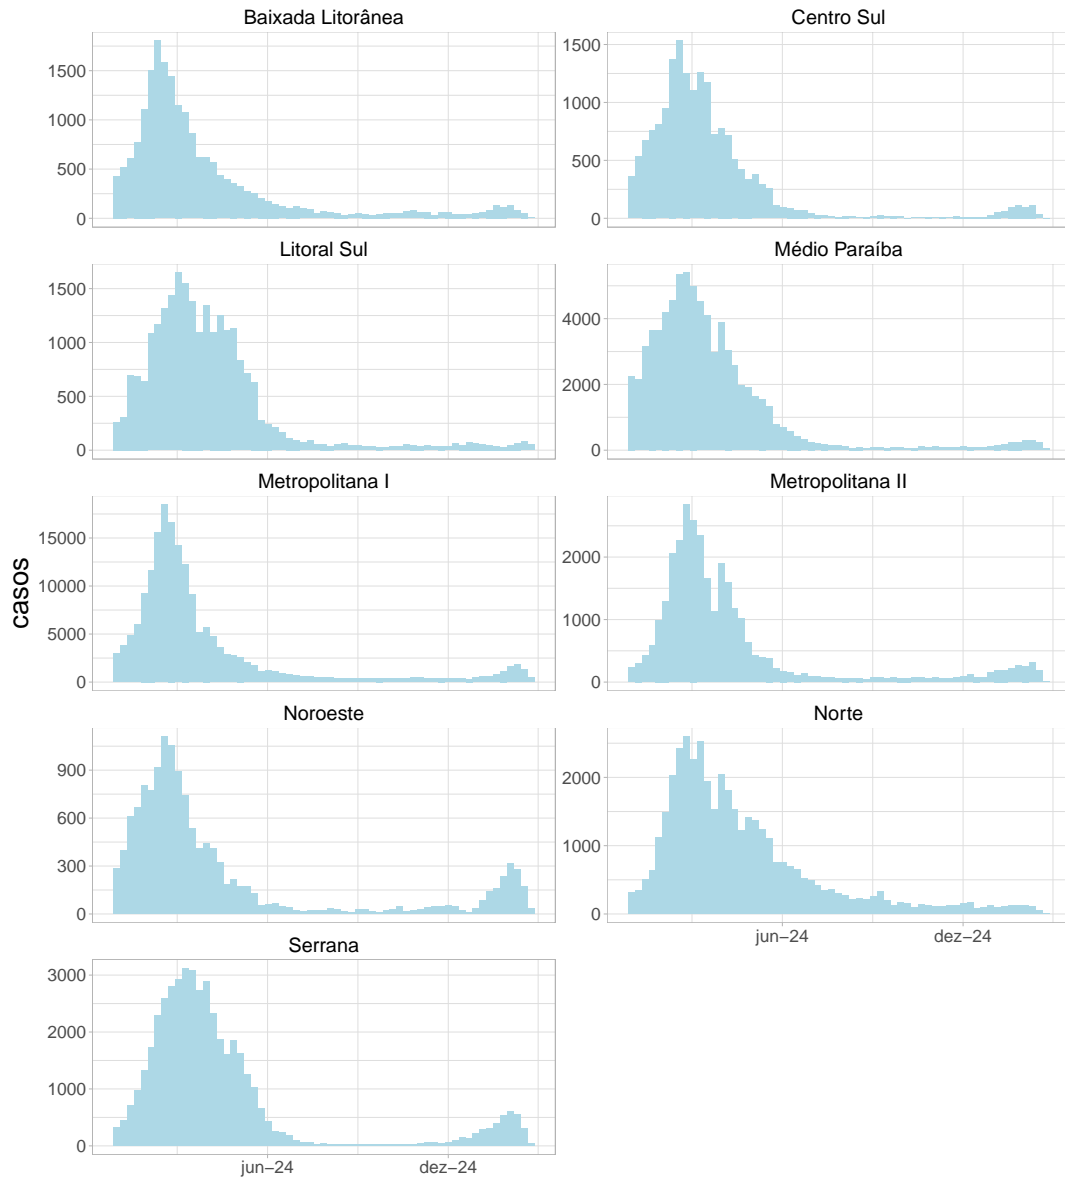 Baixada Litorânea
Centro Sul
1500
1000
500
0
1500
1000
500
0
Litoral Sul
Médio Paraíba
1500
1000
500
0
4000
2000
0
Metropolitana I
Metropolitana II
casos
15000
10000
5000
0
2000
1000
0
Noroeste
Norte
900
600
300
0
2000
1000
0
jun−24
dez−24
Serrana
3000
2000
1000
0
jun−24
dez−24